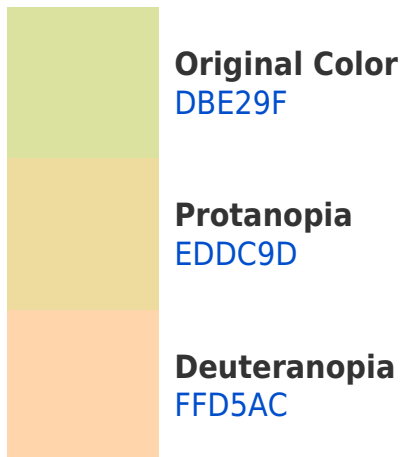 Original Color
DBE29F
Protanopia
EDDC9D
Deuteranopia
FFD5AC